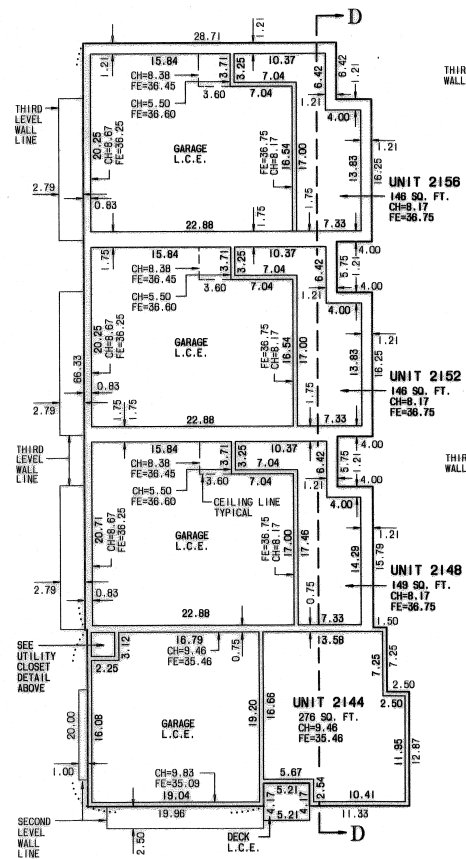 D
28.71
1.21
15.84
10.37
1.21
CH=8.38
FE=36.45
3.71
3.25
7.04
6.42
6.42
1.21
THIRD
WALL
CH=5.50
FE=36.60
3.60
7.04
1.21
4.00
THIRD
LEVEL
WALL
LINE
20.25
CH=8.67
FE=36.25
GARAGE
L.C.E.
FE=36.75
CH=8.17
16.54
17.00
13.83
1.21
16.25
2.79
0.83
UNIT 2156
146 SQ. FT.
CH=8.17
FE=36.75
22.88
1.75
1.75
7.33
4.00
1.75
15.84
10.37
CH=8.38
FE=36.45
3.71
3.25
7.04
6.42
5.75
1.21
CH=5.50
FE=36.60
3.60
1.21
4.00
4.00
20.25
CH=8.67
FE=36.25
GARAGE
L.C.E.
FE=36.75
CH=8.17
16.54
17.00
13.83
1.21
16.25
66.33
0.83
2.79
UNIT 2152
146 SQ. FT.
CH=8.17
FE=36.75
1.75
1.75
22.88
1.75
7.33
4.00
THIRD
LEVEL
WALL
LINE
15.84
10.37
CH=8.38
FE=36.45
3.71
3.25
7.04
6.42
5.75
1.21
THIRD
WALL
CH=5.50
FE=36.60
3.60
1.21
4.00
4.00
CEILING LINE
TYPICAL
20.71
CH=8.67
FE=36.25
GARAGE
L.C.E.
FE=36.75
CH=8.17
17.00
17.46
14.29
1.21
15.79
2.79
0.83
0.75
UNIT 2148
149 SQ. FT.
CH=8.17
FE=36.75
22.88
7.33
1.50
SEE
UTILITY
CLOSET
DETAIL
ABOVE
3.12
2.25
16.79
CH=9.46
FE=35.46
0.75
13.58
7.25
7.25
2.50
2.50
20.00
16.08
GARAGE
L.C.E.
19.20
16.66
UNIT 2144
276 SQ. FT.
CH=9.46
FE=35.46
11.95
12.87
1.00
CH=9.83
FE=35.09
19.04
19.96
5.67
5.21
4.17
4.17
5.21
2.54
10.41
11.33
SECOND
LEVEL
WALL
LINE
2.50
DECK
L.C.E.
D